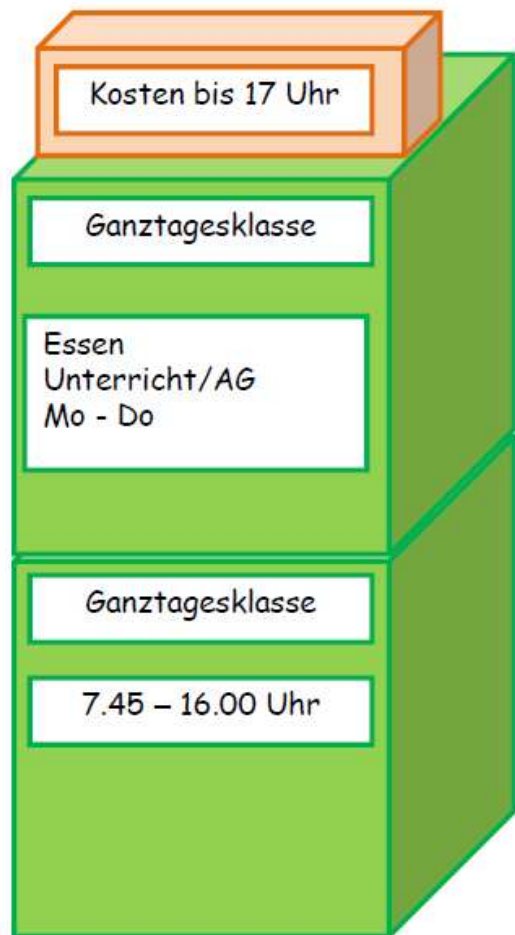 Kosten bis 17 Uhr
Ganztagesklasse
Essen
Unterricht/AG
Mo - Do
Ganztagesklasse
7.45 – 16.00 Uhr